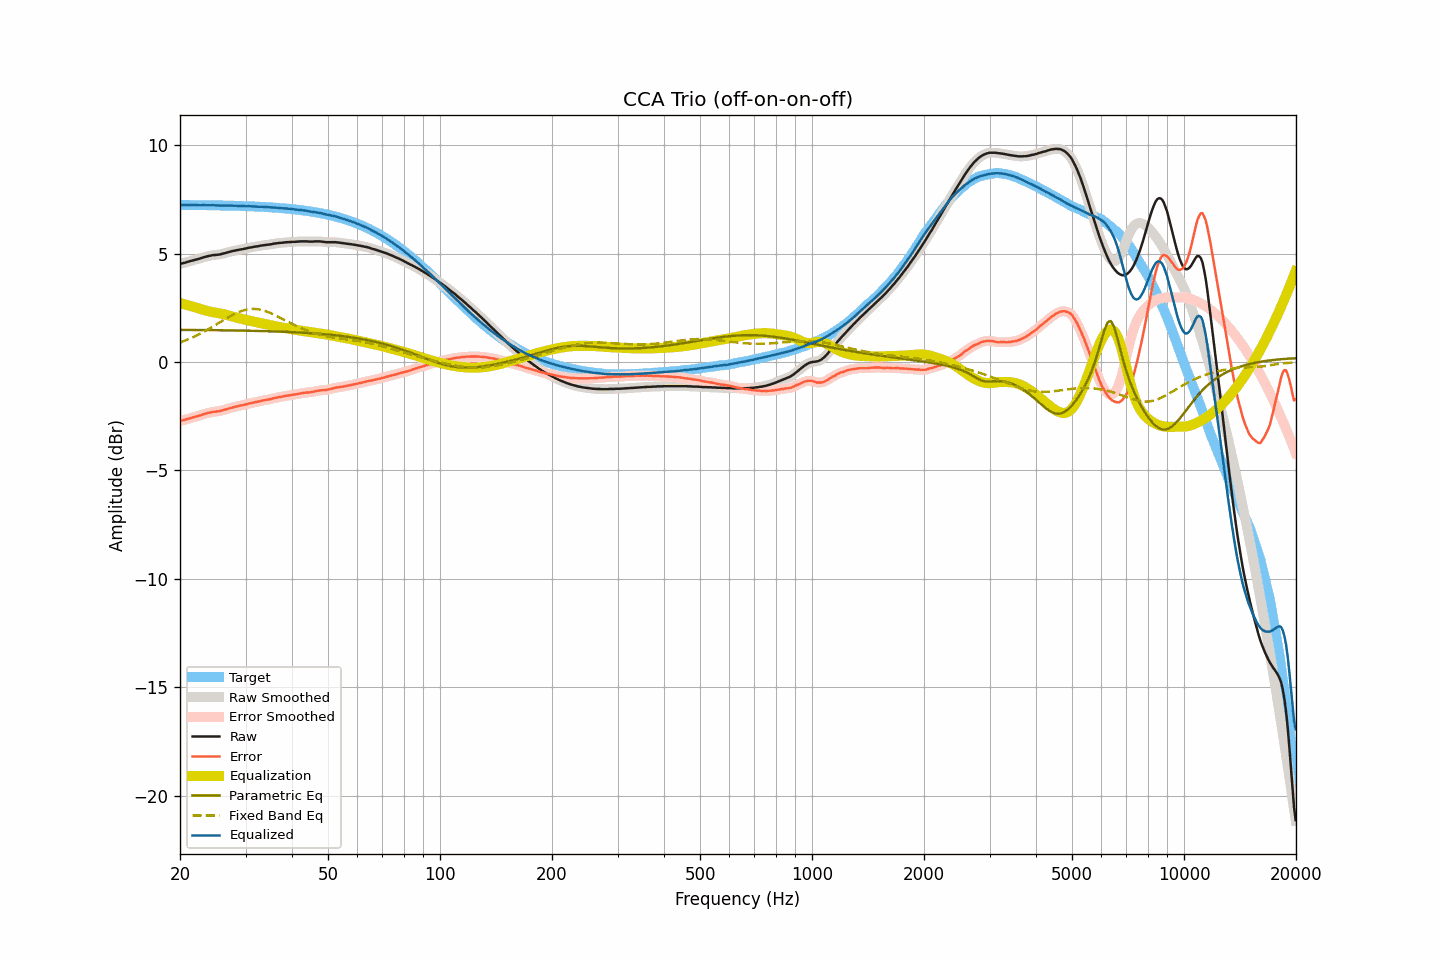 CCA Trio (off-on-on-off)
10
5
0
−5
−10
−15
−20
Amplitude (dBr)
Target
Raw Smoothed
Error Smoothed
Raw
Error
Equalization
Parametric Eq
Fixed Band Eq
Equalized
20 50 100 200 500 1000 2000 5000 10000 20000
Frequency (Hz)